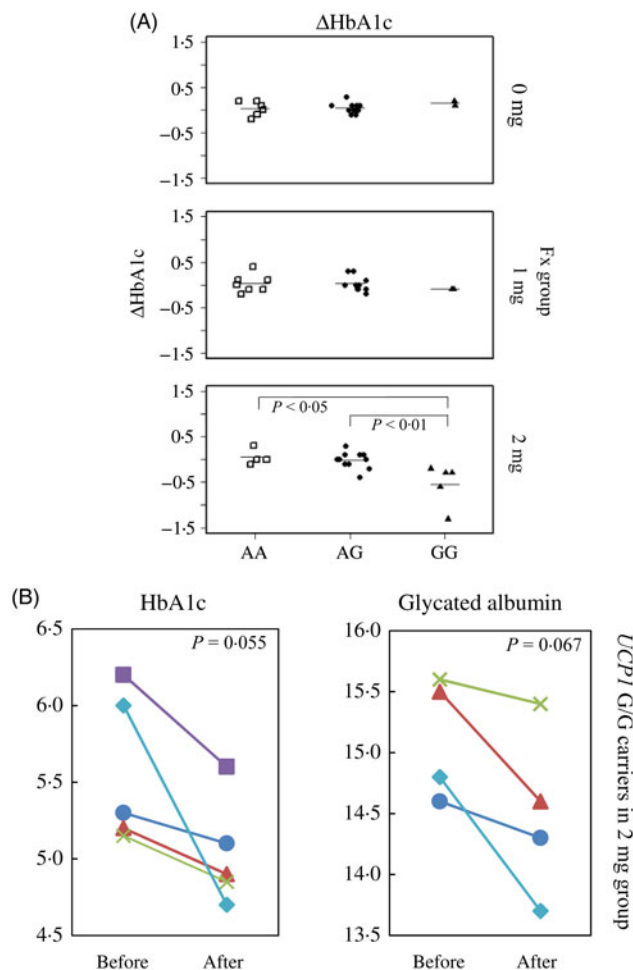 (A)
ΔHbA1c
1·5
0·5
−0·5
−1·5
0 mg
1·5
0·5
−0·5
−1·5
1 mg
ΔHbA1c
Fx group
1·5
0·5
−0·5
−1·5
P < 0·05
P < 0·01
2 mg
AA AG GG
(B)
HbA1c
P = 0·055
6·5
6·0
5·5
5·0
4·5
Before After
Glycated albumin
P = 0·067
16·0
15·5
15·0
14·5
14·0
13·5
Before After
UCP1 G/G carriers in 2 mg group